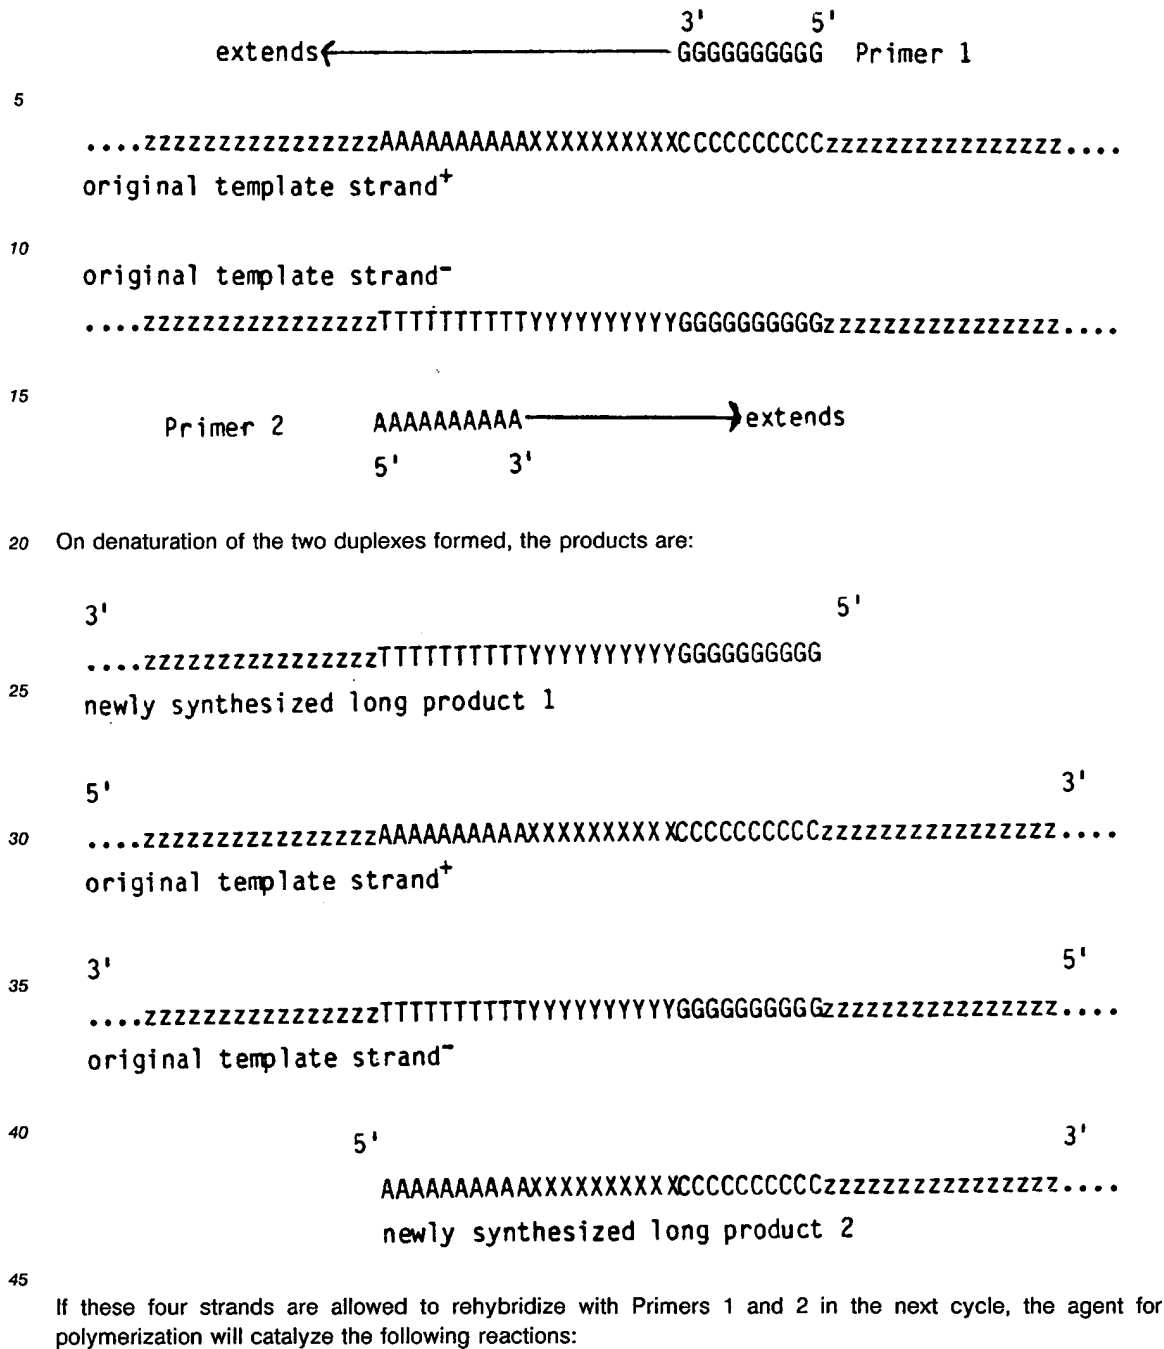 3' 5'
extends GGGGGGGGGG Primer 1
5
....zzzzzzzzzzzzzzzzAAAAAAAAAAXXXXXXXXXXCCCCCCCCCCzzzzzzzzzzzzzzzz....
original template strand⁺
10
original template strand⁻
....zzzzzzzzzzzzzzzzTTTTTTTTTTYYYYYYYYYYGGGGGGGGGGzzzzzzzzzzzzzzzz....
15
Primer 2 AAAAAAAAAA extends
5' 3'
20 On denaturation of the two duplexes formed, the products are:
3' 5'
....zzzzzzzzzzzzzzzzTTTTTTTTTTYYYYYYYYYYGGGGGGGGGG
25
newly synthesized long product 1
5' 3'
30 ....zzzzzzzzzzzzzzzzAAAAAAAAAAXXXXXXXXXXCCCCCCCCCCzzzzzzzzzzzzzzzz....
original template strand⁺
3' 5'
35
....zzzzzzzzzzzzzzzzTTTTTTTTTTYYYYYYYYYYGGGGGGGGGGzzzzzzzzzzzzzzzz....
original template strand⁻
40
5' 3'
AAAAAAAAAAXXXXXXXXXXCCCCCCCCCCzzzzzzzzzzzzzzzz....
newly synthesized long product 2
45
If these four strands are allowed to rehybridize with Primers 1 and 2 in the next cycle, the agent for
polymerization will catalyze the following reactions: